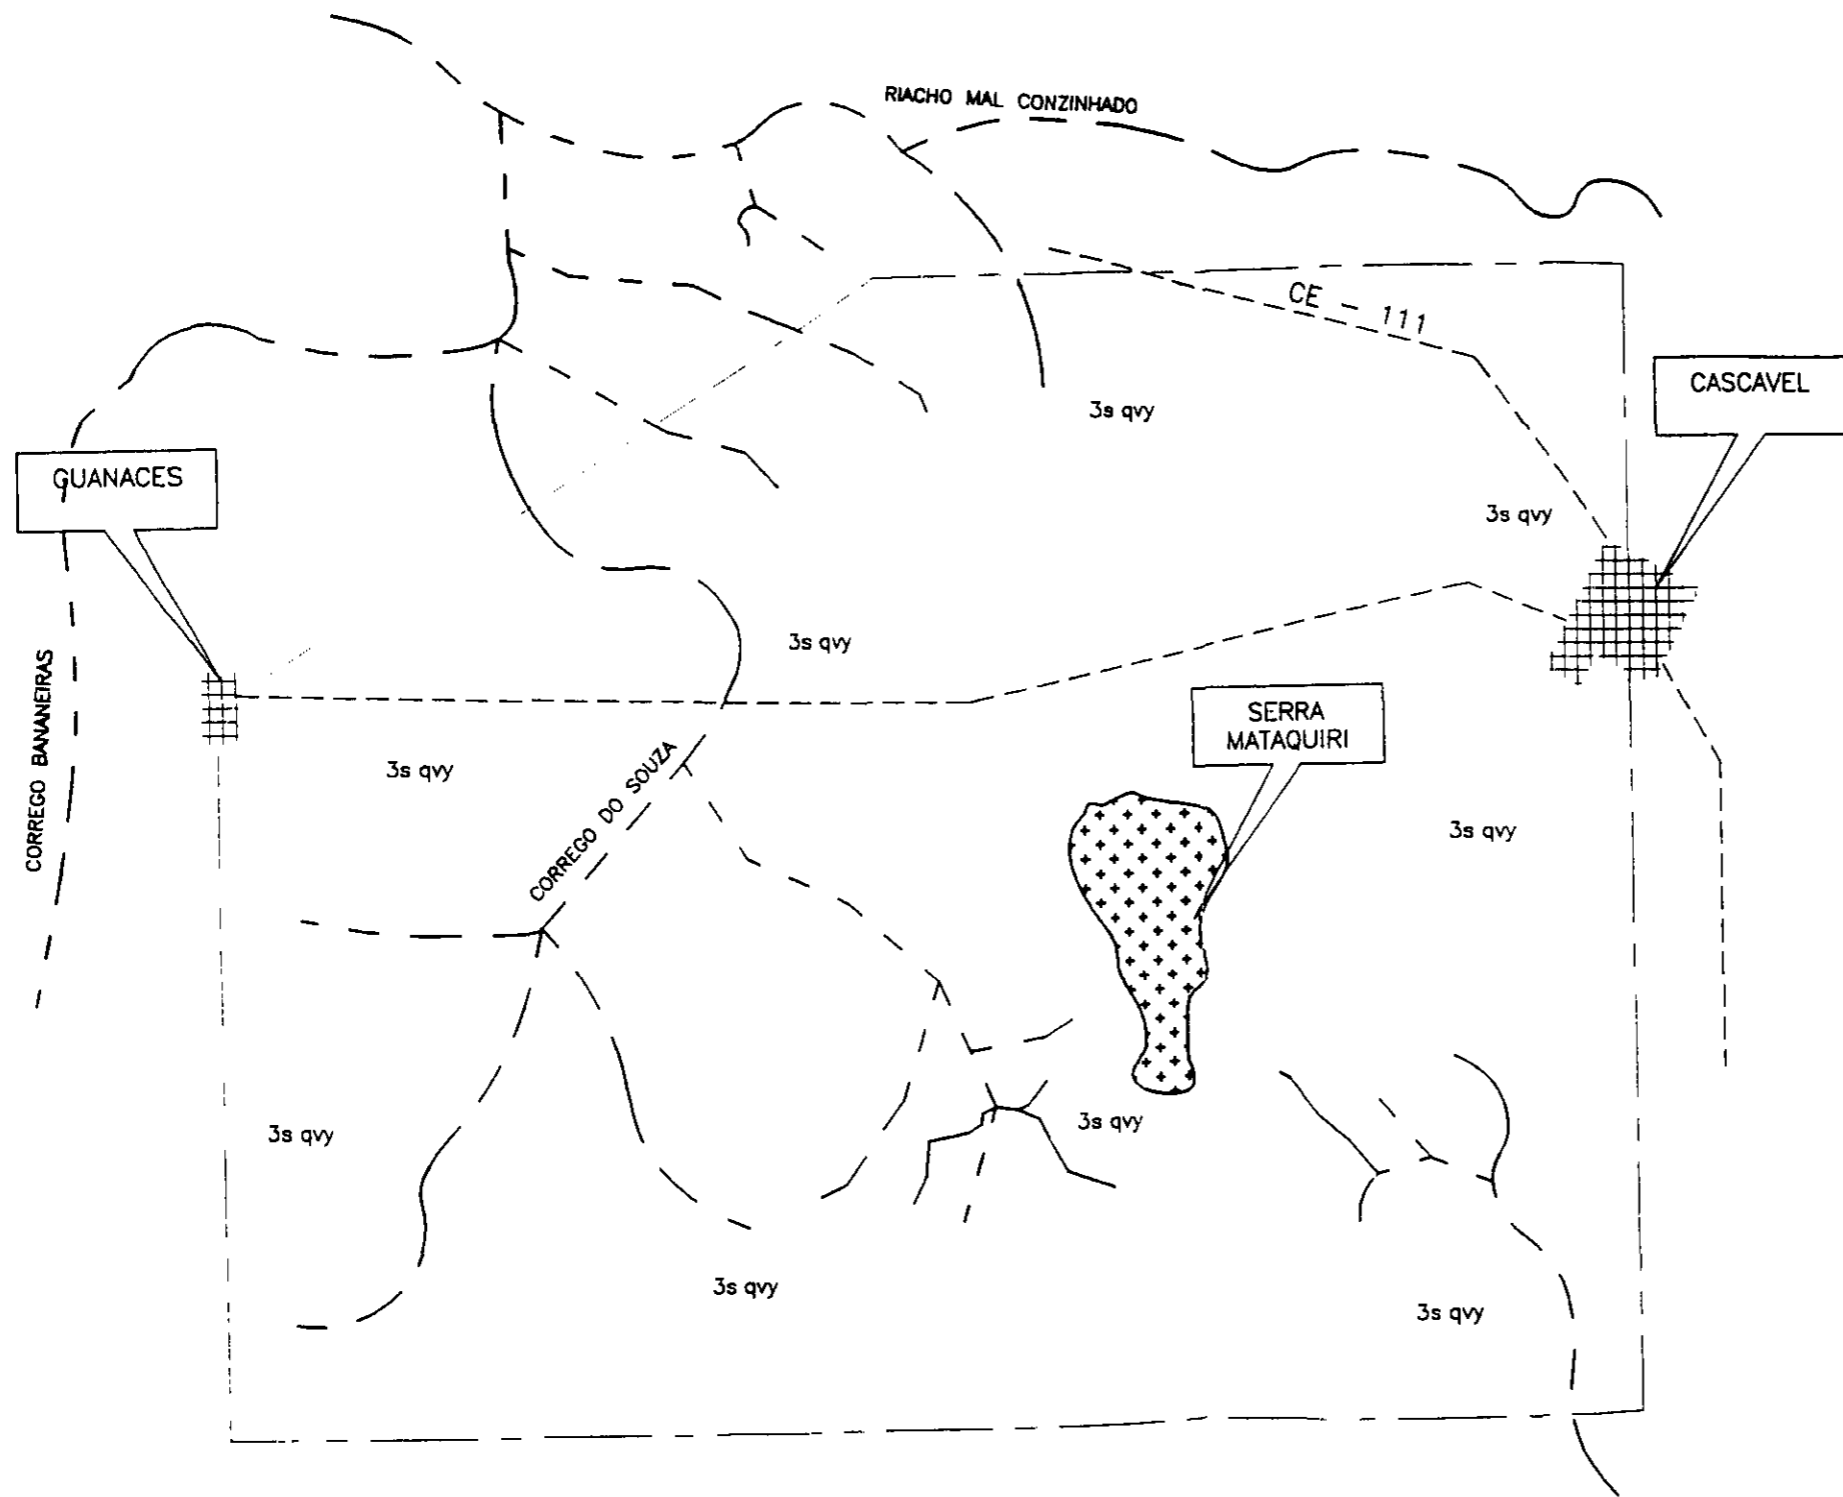 RIACHO MAL CONZINHADO
CE - 111
CASCAVEL
3s qvy
GUANACES
3s qvy
3s qvy
CORREGO BANANEIRAS
SERRA
MATAQUIRI
3s qvy
CORREGO DO SOUZA
3s qvy
3s qvy
3s qvy
3s qvy
3s qvy